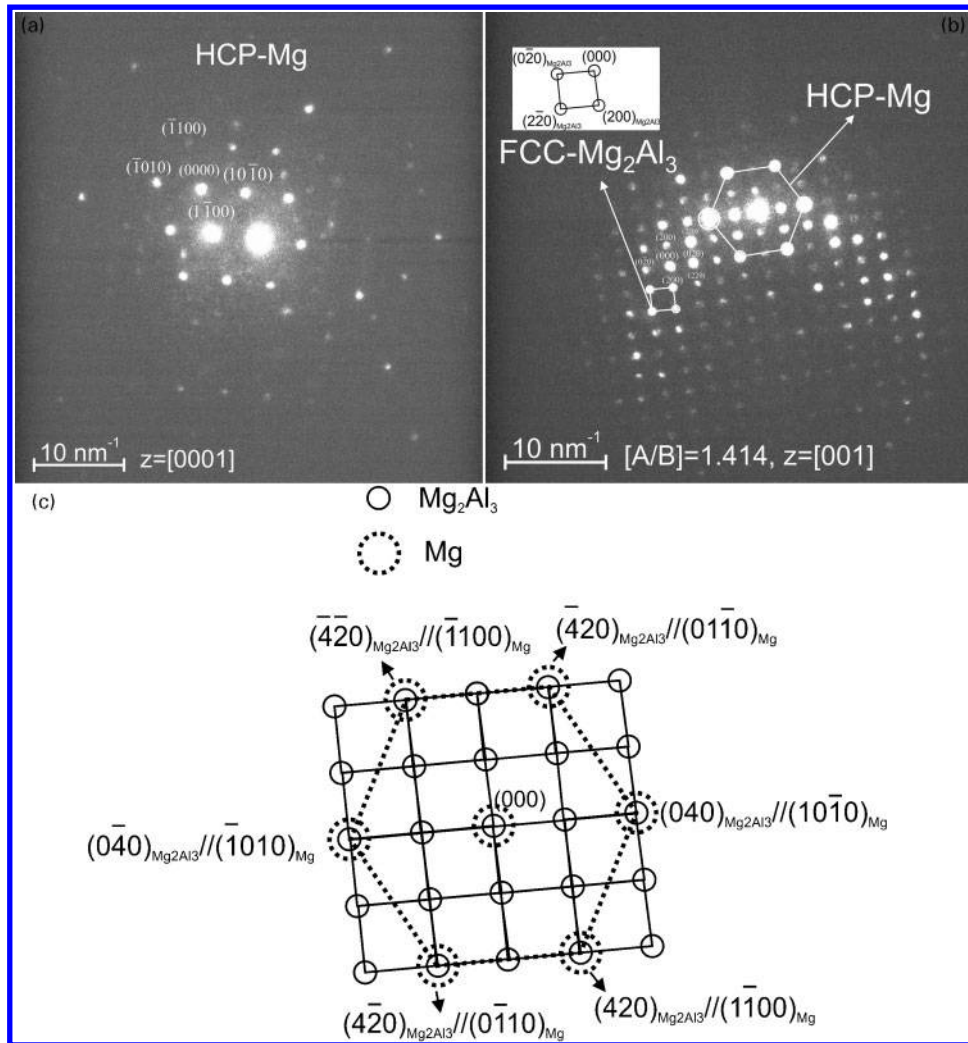 (a)
HCP-Mg
(1̅100)
(1̅010) (0000) (101̅0)
(11̅00)
10 nm⁻¹ z=[0001]
(b)
(02̅0)Mg2Al3 (000)
(22̅0)Mg2Al3 (200)Mg2Al3
HCP-Mg
FCC-Mg₂Al₃
(000)
(200)
10 nm⁻¹ [A/B]=1.414, z=[001]
(c)
Mg₂Al₃
Mg
(4̅2̅0)Mg2Al3//(1̅100)Mg
(4̅20)Mg2Al3//(011̅0)Mg
(000)
(04̅0)Mg2Al3//(1̅010)Mg
(040)Mg2Al3//(101̅0)Mg
(42̅0)Mg2Al3//(01̅10)Mg
(420)Mg2Al3//(11̅00)Mg